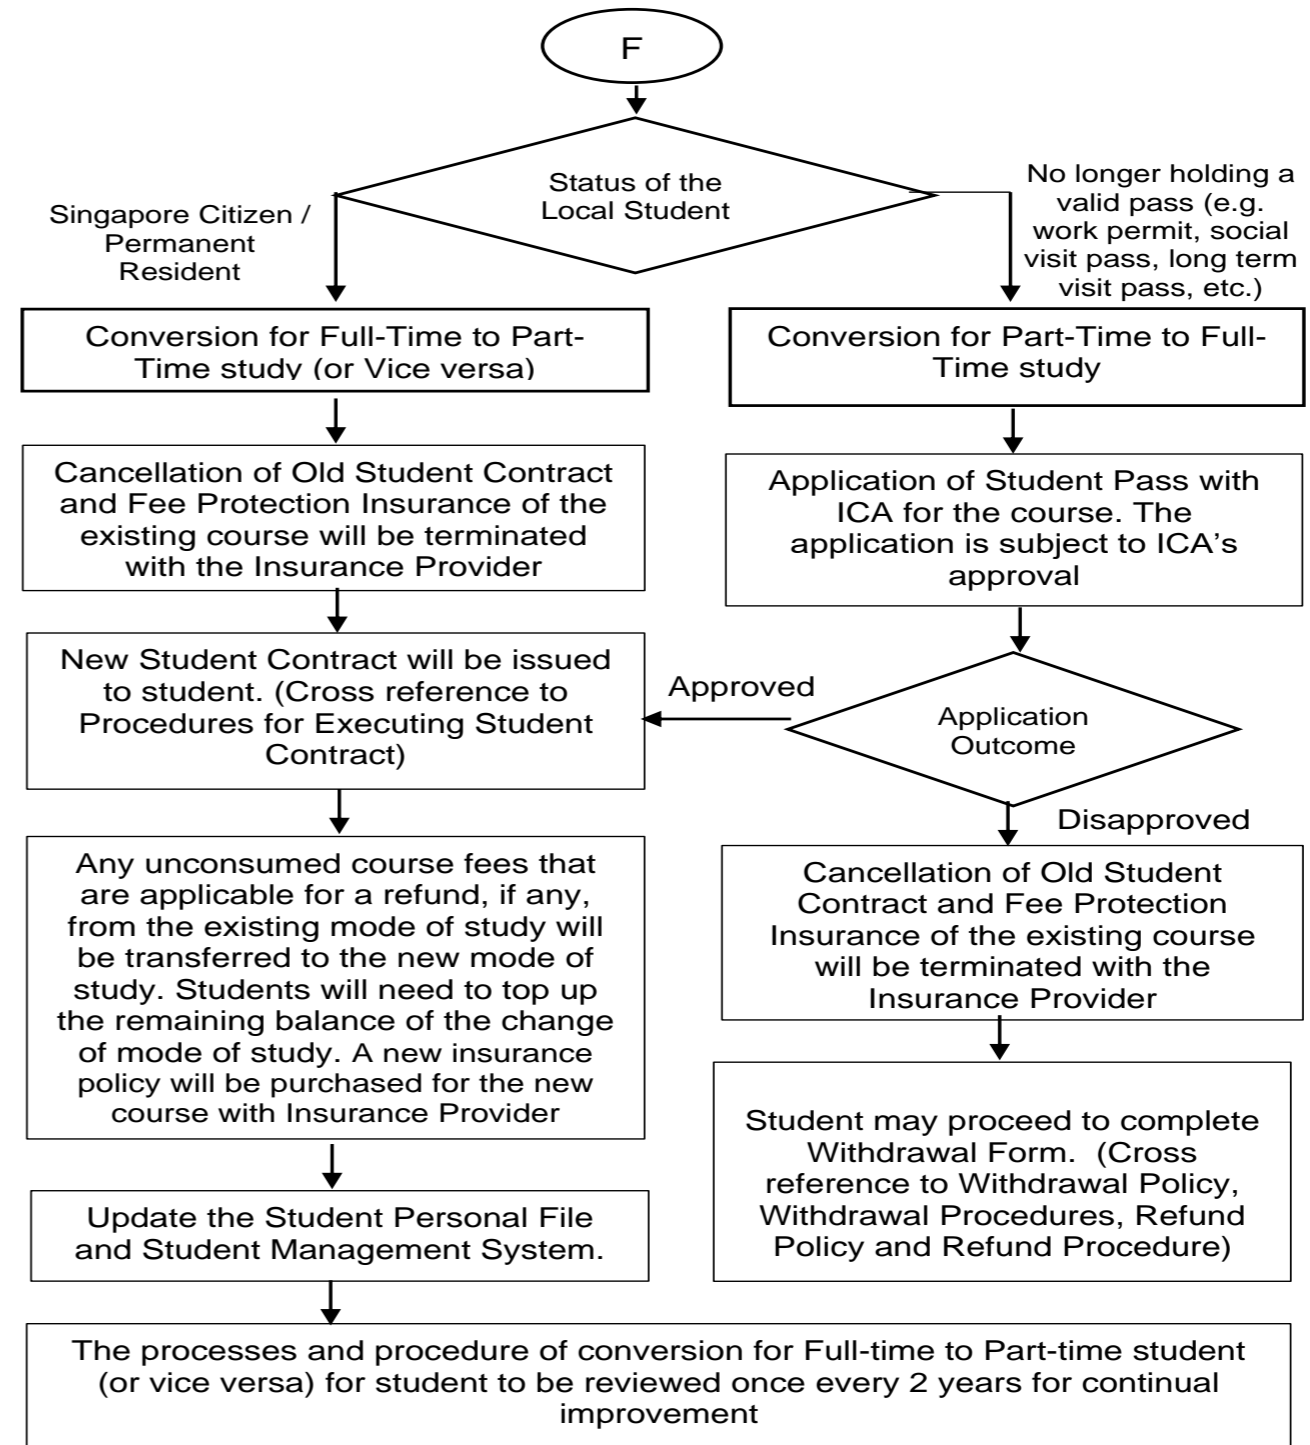 F
Status of the
Local Student
Singapore Citizen /
Permanent
Resident
No longer holding a
valid pass (e.g.
work permit, social
visit pass, long term
visit pass, etc.)
Conversion for Full-Time to Part-
Time study (or Vice versa)
Conversion for Part-Time to Full-
Time study
Cancellation of Old Student Contract
and Fee Protection Insurance of the
existing course will be terminated
with the Insurance Provider
Application of Student Pass with
ICA for the course. The
application is subject to ICA’s
approval
New Student Contract will be issued
to student. (Cross reference to
Procedures for Executing Student
Contract)
Approved
Application
Outcome
Disapproved
Any unconsumed course fees that
are applicable for a refund, if any,
from the existing mode of study will
be transferred to the new mode of
study. Students will need to top up
the remaining balance of the change
of mode of study. A new insurance
policy will be purchased for the new
course with Insurance Provider
Cancellation of Old Student
Contract and Fee Protection
Insurance of the existing course
will be terminated with the
Insurance Provider
Student may proceed to complete
Withdrawal Form.  (Cross
reference to Withdrawal Policy,
Withdrawal Procedures, Refund
Policy and Refund Procedure)
Update the Student Personal File
and Student Management System.
The processes and procedure of conversion for Full-time to Part-time student
(or vice versa) for student to be reviewed once every 2 years for continual
improvement